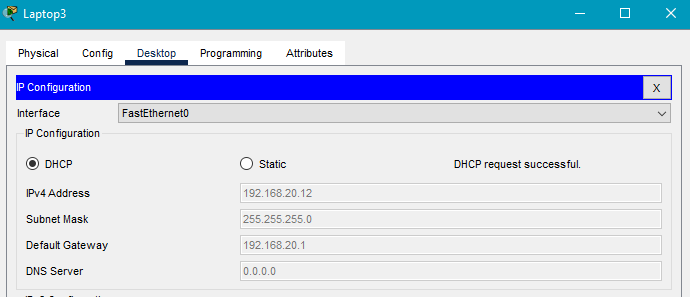 Laptop3
Physical Config Desktop Programming Attributes
IP Configuration X
Interface FastEthernet0
IP Configuration
DHCP Static DHCP request successful.
IPv4 Address 192.168.20.12
Subnet Mask 255.255.255.0
Default Gateway 192.168.20.1
DNS Server 0.0.0.0